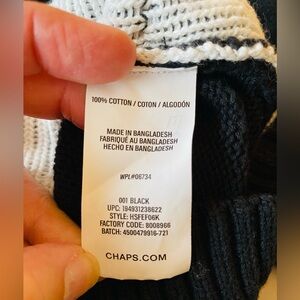 100% COTTON / COTON / ALGODÓN
MADE IN BANGLADESH
FABRIQUÉ AU BANGLADESH
HECHO EN BANGLADESH
WPL#06734
001 BLACK
UPC: 194931238622
STYLE: HSFEF06K
FACTORY CODE: 8008966
BATCH: 4500479916-721
CHAPS.COM